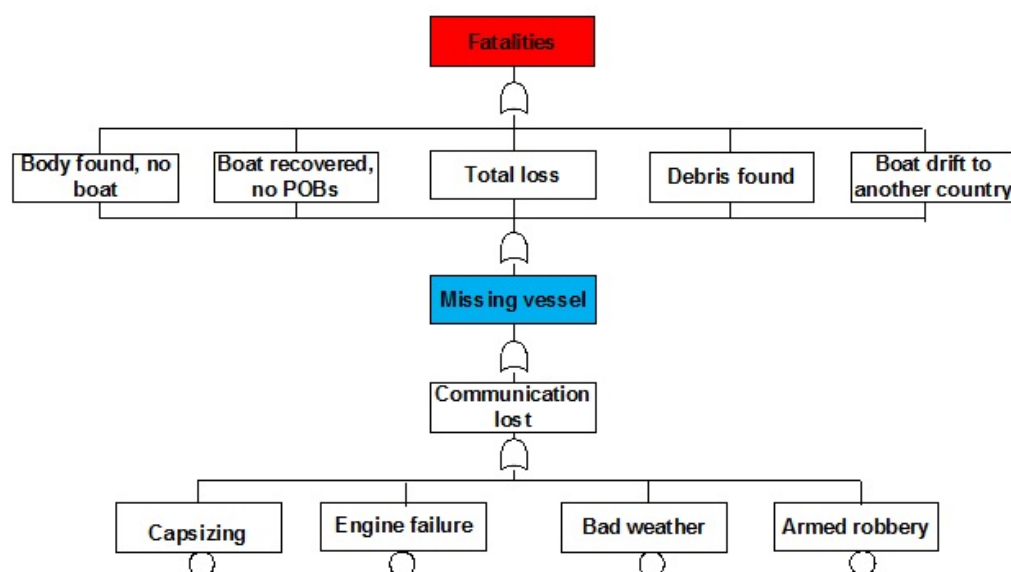 Fatalities
Body found, no
boat
Boat recovered,
no POBs
Total loss
Debris found
Boat drift to
another country
Missing vessel
Communication
lost
Capsizing
Engine failure
Bad weather
Armed robbery